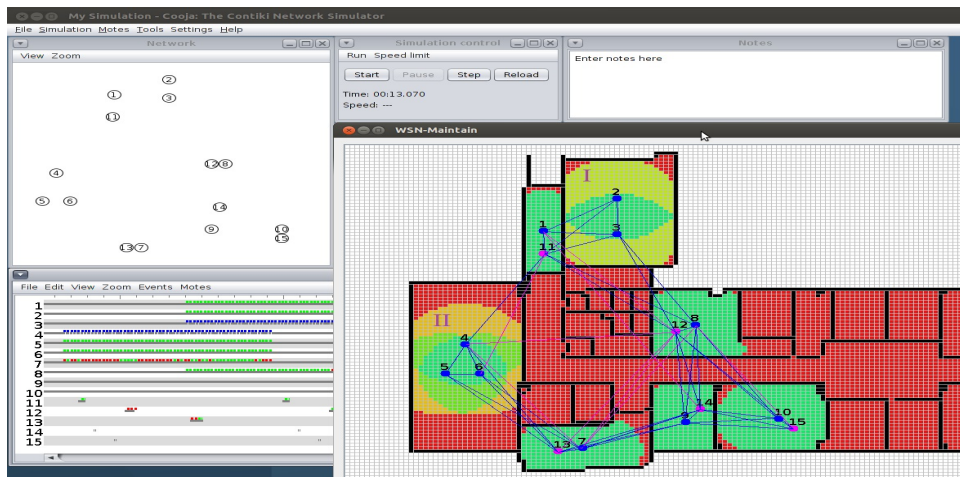 My Simulation - Cooja: The Contiki Network Simulator
File Simulation Motes Tools Settings Help
Network
View Zoom
2
1
3
11
12 8
4
5 6
14
9
10
15
13 7
Simulation control
Run Speed limit
Start Pause Step Reload
Time: 00:13.070
Speed: ---
Notes
Enter notes here
File Edit View Zoom Events Motes
1
2
3
4
5
6
7
8
9
10
11
12
13
14
15
WSN-Maintain
I
2
1
3
11
II
4
5 6
12 8
14
9
10
15
13 7